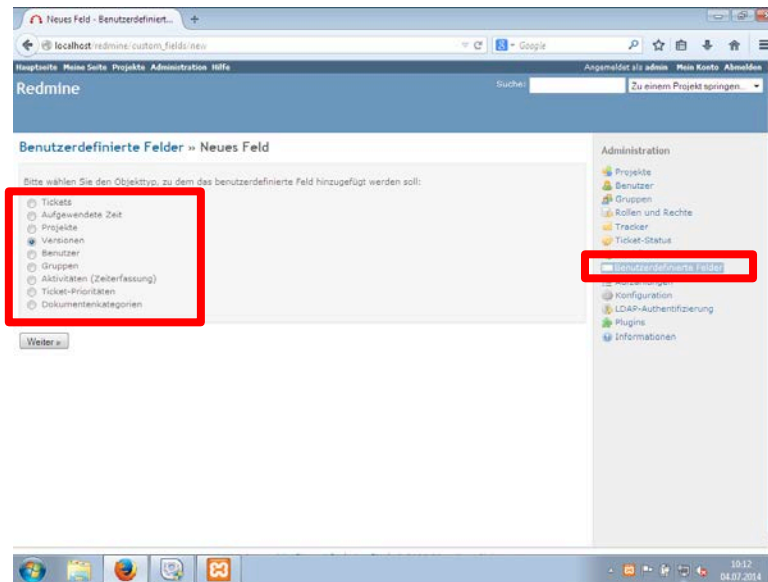 Neues Feld - Benutzerdefiniert...
localhost/redmine/custom_fields/new
Google
Hauptseite Meine Seite Projekte Administration Hilfe
Angemeldet als admin Mein Konto Abmelden
Redmine
Suche:
Zu einem Projekt springen...
Benutzerdefinierte Felder » Neues Feld
Bitte wählen Sie den Objekttyp, zu dem das benutzerdefinierte Feld hinzugefügt werden soll:
Tickets
Aufgewendete Zeit
Projekte
Versionen
Benutzer
Gruppen
Aktivitäten (Zeiterfassung)
Ticket-Prioritäten
Dokumentenkategorien
Weiter »
Administration
Projekte
Benutzer
Gruppen
Rollen und Rechte
Tracker
Ticket-Status
Benutzerdefinierte Felder
Konfiguration
LDAP-Authentifizierung
Plugins
Informationen
10:12
04.07.2014